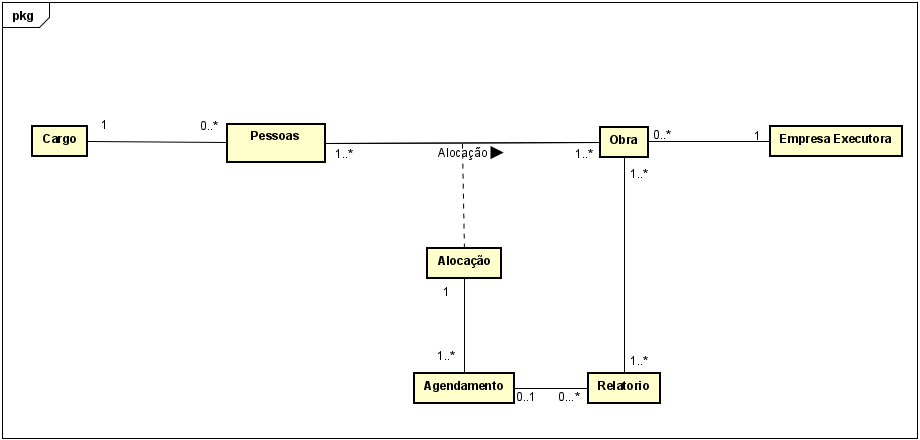 pkg
Cargo
1
0..*
Pessoas
1..*
Alocação
1..*
Obra
0..*
1
Empresa Executora
1..*
Alocação
1
1..*
1..*
Agendamento
0..1
0...*
Relatorio